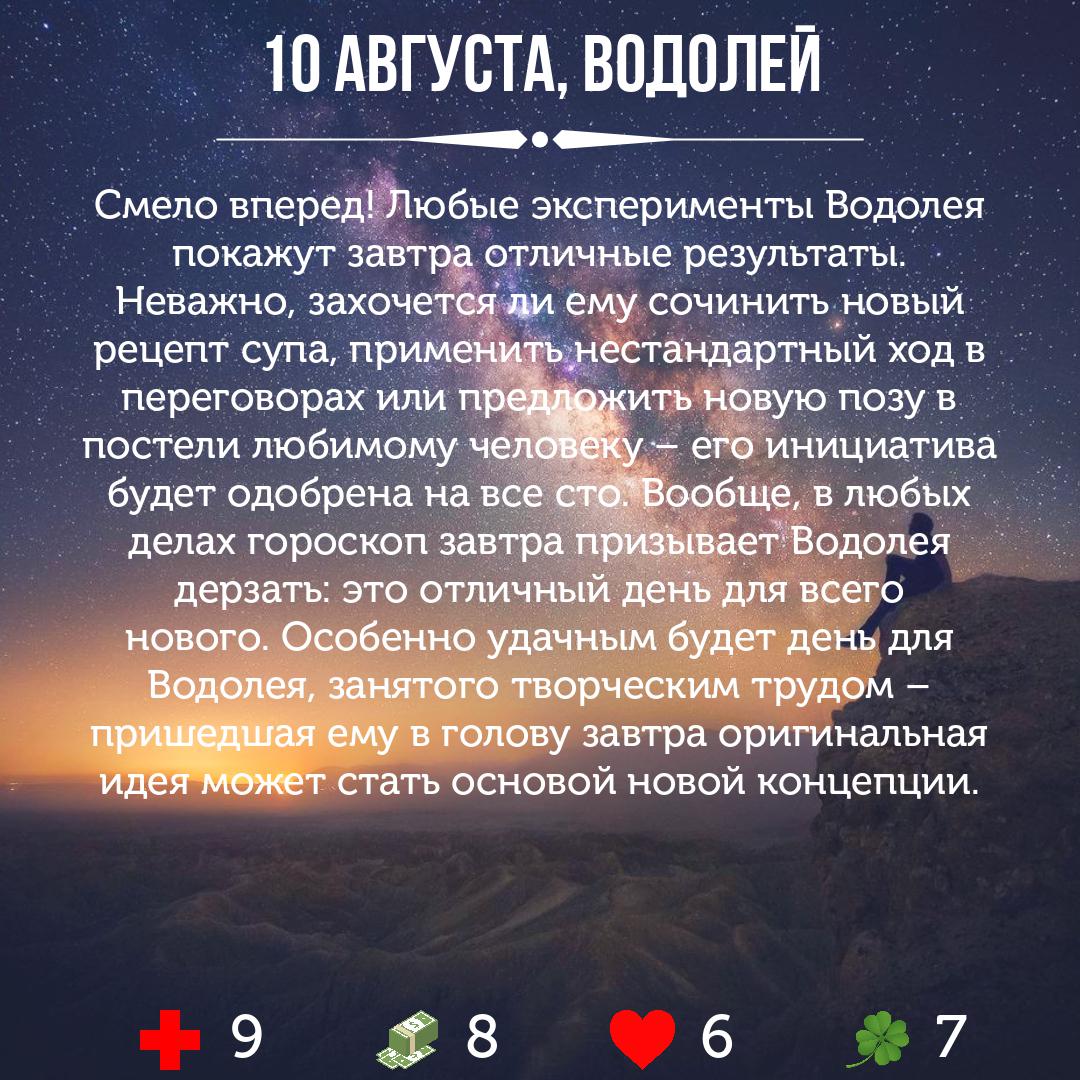 10 АВГУСТА, ВОДОЛЕЙ
Смело вперед! Любые эксперименты Водолея
покажут завтра отличные результаты.
Неважно, захочется ли ему сочинить новый
рецепт супа, применить нестандартный ход в
переговорах или предложить новую позу в
постели любимому человеку – его инициатива
будет одобрена на все сто. Вообще, в любых
делах гороскоп завтра призывает Водолея
дерзать: это отличный день для всего
нового. Особенно удачным будет день для
Водолея, занятого творческим трудом –
пришедшая ему в голову завтра оригинальная
идея может стать основой новой концепции.
9 8 6 7